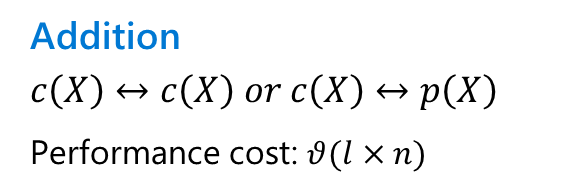 Addition
c(X) ↔ c(X) or c(X) ↔ p(X)
Performance cost: ϑ(l × n)